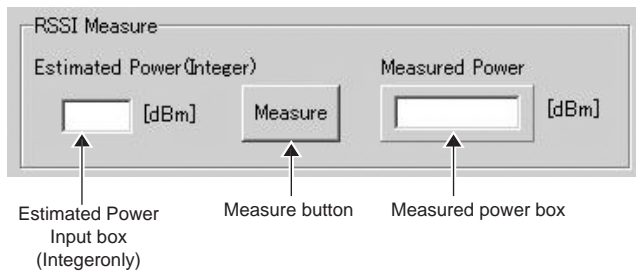 RSSI Measure
Estimated Power(Integer)
Measured Power
[dBm]
Measure
[dBm]
Estimated Power
Input box
(Integeronly)
Measure button
Measured power box